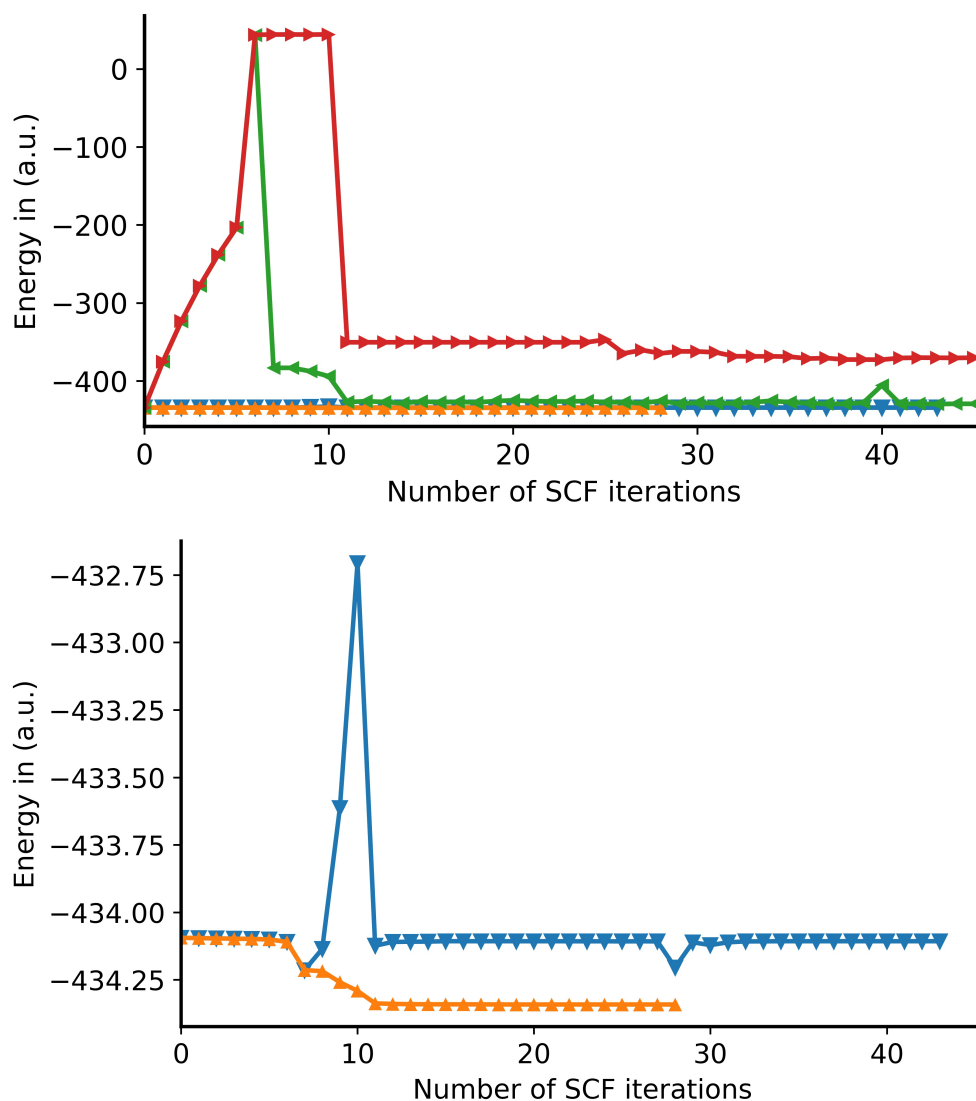 0
−100
−200
−300
−400
Energy in (a.u.)
0 10 20 30 40
Number of SCF iterations
−432.75
−433.00
−433.25
−433.50
−433.75
−434.00
−434.25
Energy in (a.u.)
0 10 20 30 40
Number of SCF iterations